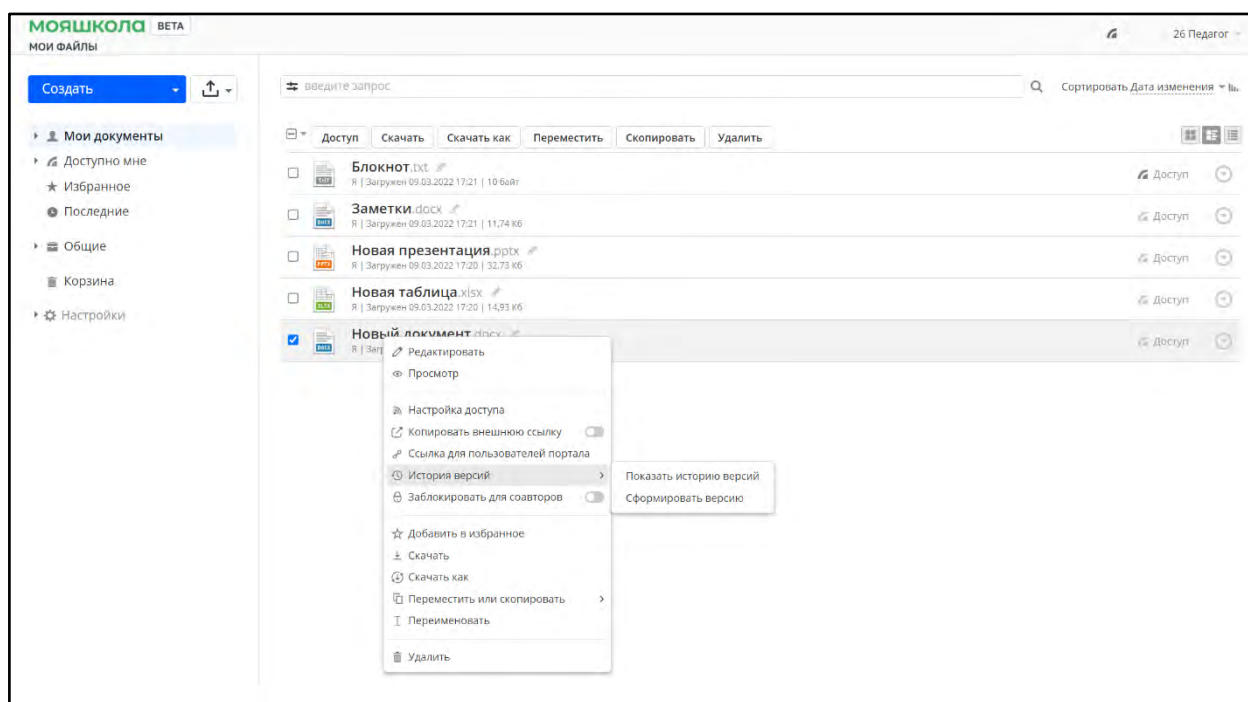 МОЯШКОЛА BETA
МОИ ФАЙЛЫ
26 Педагог
Создать
введите запрос
Сортировать Дата изменения
Мои документы
Доступно мне
Избранное
Последние
Общие
Корзина
Настройки
Доступ Скачать Скачать как Переместить Скопировать Удалить
Блокнот.txt
Я | Загружен 09.03.2022 17:21 | 10 байт
Доступ
Заметки.docx
Я | Загружен 09.03.2022 17:21 | 11,74 Кб
Доступ
Новая презентация.pptx
Я | Загружен 09.03.2022 17:20 | 32,73 Кб
Доступ
Новая таблица.xlsx
Я | Загружен 09.03.2022 17:20 | 14,93 Кб
Доступ
Новый документ.docx
Я | Заг
Доступ
Редактировать
Просмотр
Настройка доступа
Копировать внешнюю ссылку
Ссылка для пользователей портала
История версий
Показать историю версий
Заблокировать для соавторов
Сформировать версию
Добавить в избранное
Скачать
Скачать как
Переместить или скопировать
Переименовать
Удалить